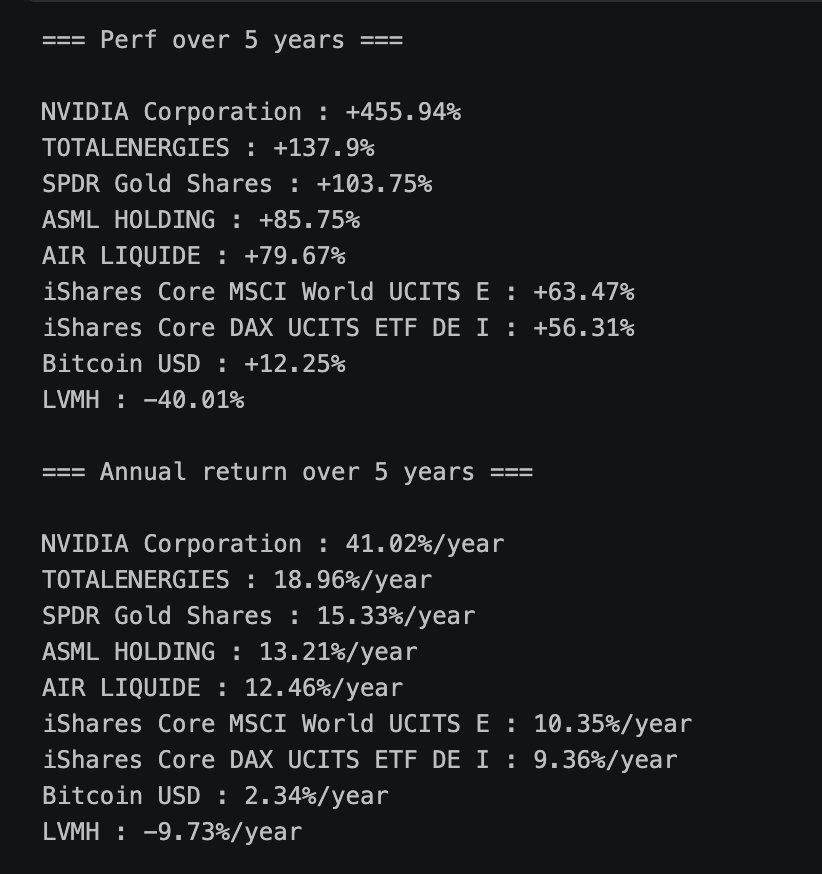 === Perf over 5 years ===
NVIDIA Corporation : +455.94%
TOTALENERGIES : +137.9%
SPDR Gold Shares : +103.75%
ASML HOLDING : +85.75%
AIR LIQUIDE : +79.67%
iShares Core MSCI World UCITS E : +63.47%
iShares Core DAX UCITS ETF DE I : +56.31%
Bitcoin USD : +12.25%
LVMH : -40.01%
=== Annual return over 5 years ===
NVIDIA Corporation : 41.02%/year
TOTALENERGIES : 18.96%/year
SPDR Gold Shares : 15.33%/year
ASML HOLDING : 13.21%/year
AIR LIQUIDE : 12.46%/year
iShares Core MSCI World UCITS E : 10.35%/year
iShares Core DAX UCITS ETF DE I : 9.36%/year
Bitcoin USD : 2.34%/year
LVMH : -9.73%/year